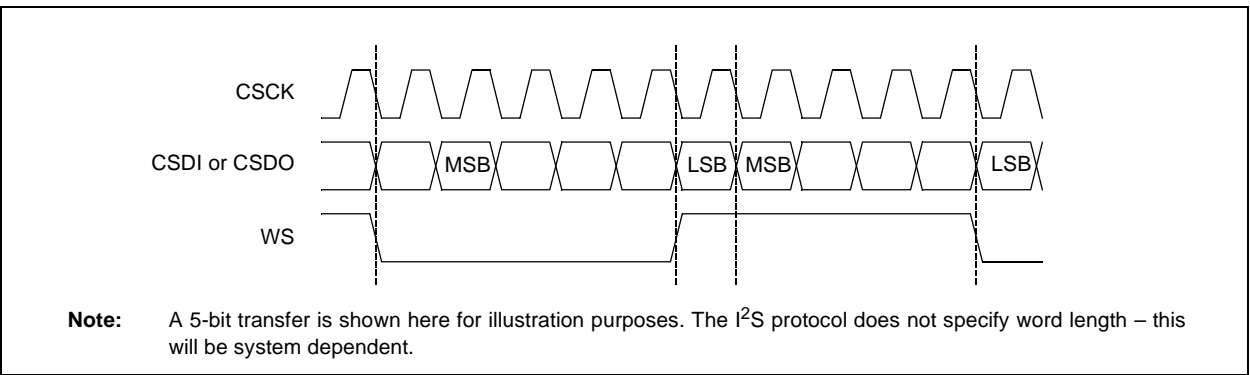 CSCK
CSDI or CSDO
MSB
LSB
MSB
LSB
WS
Note: A 5-bit transfer is shown here for illustration purposes. The I²S protocol does not specify word length – this
will be system dependent.